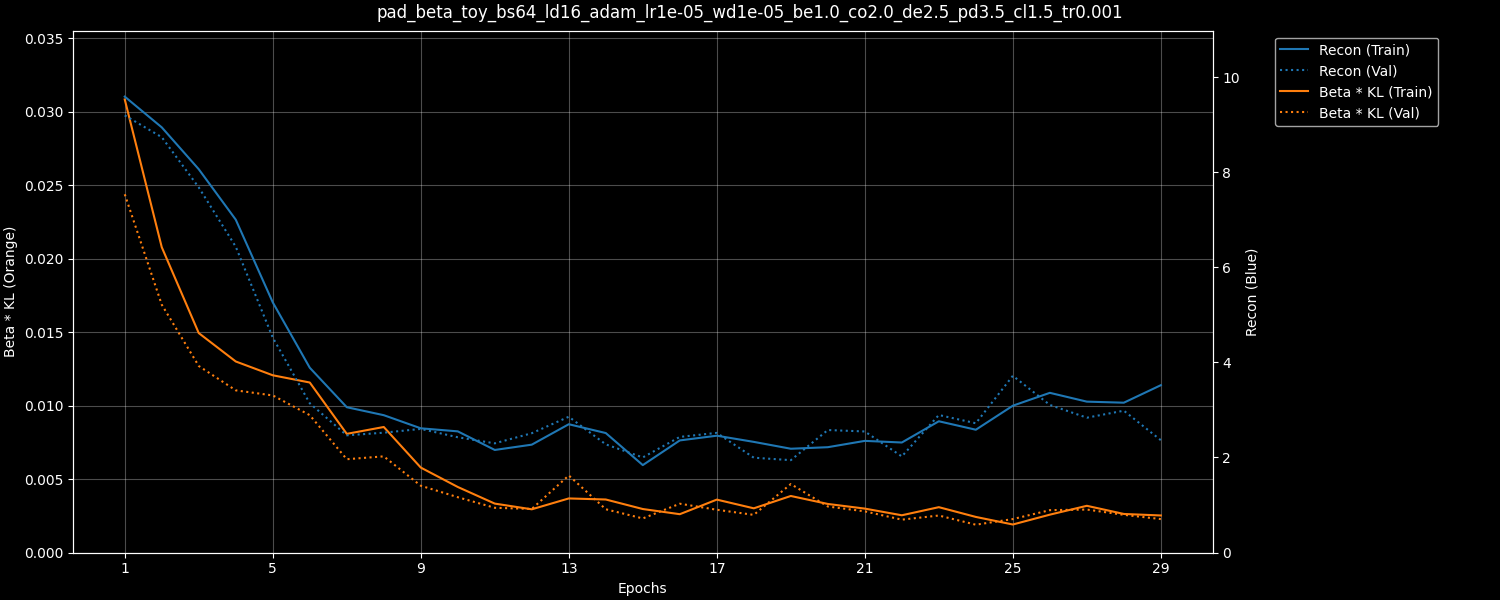 pad_beta_toy_bs64_ld16_adam_lr1e-05_wd1e-05_be1.0_co2.0_de2.5_pd3.5_cl1.5_tr0.001
Beta * KL (Orange)
0.035
0.030
0.025
0.020
0.015
0.010
0.005
0.000
1
5
9
13
17
21
25
29
Epochs
10
8
6
4
2
0
Recon (Blue)
Recon (Train)
Recon (Val)
Beta * KL (Train)
Beta * KL (Val)